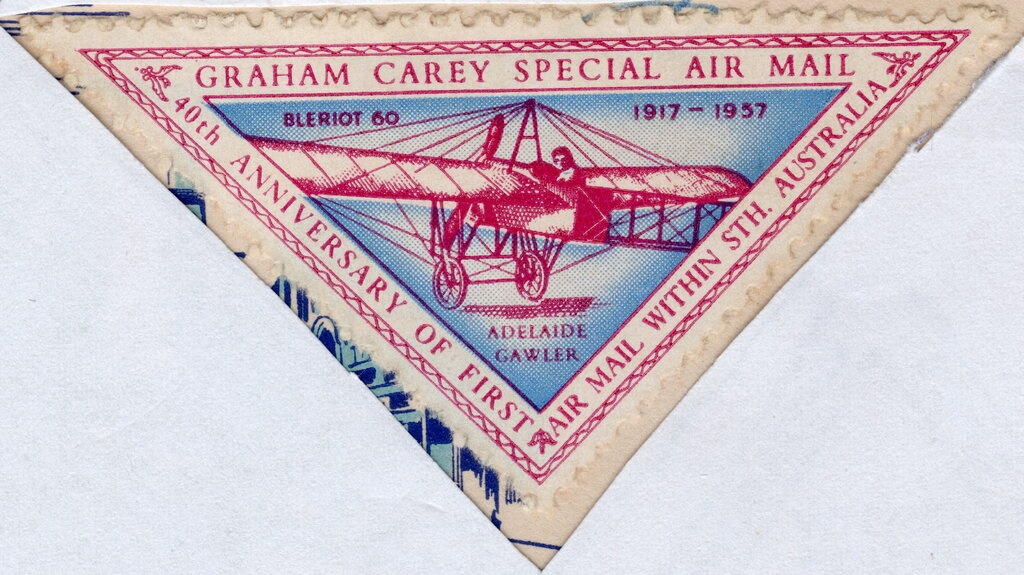 GRAHAM CAREY SPECIAL AIR MAIL
40th ANNIVERSARY OF FIRST
AIR MAIL WITHIN STH. AUSTRALIA
BLERIOT 60
1917 - 1957
ADELAIDE
GAWLER